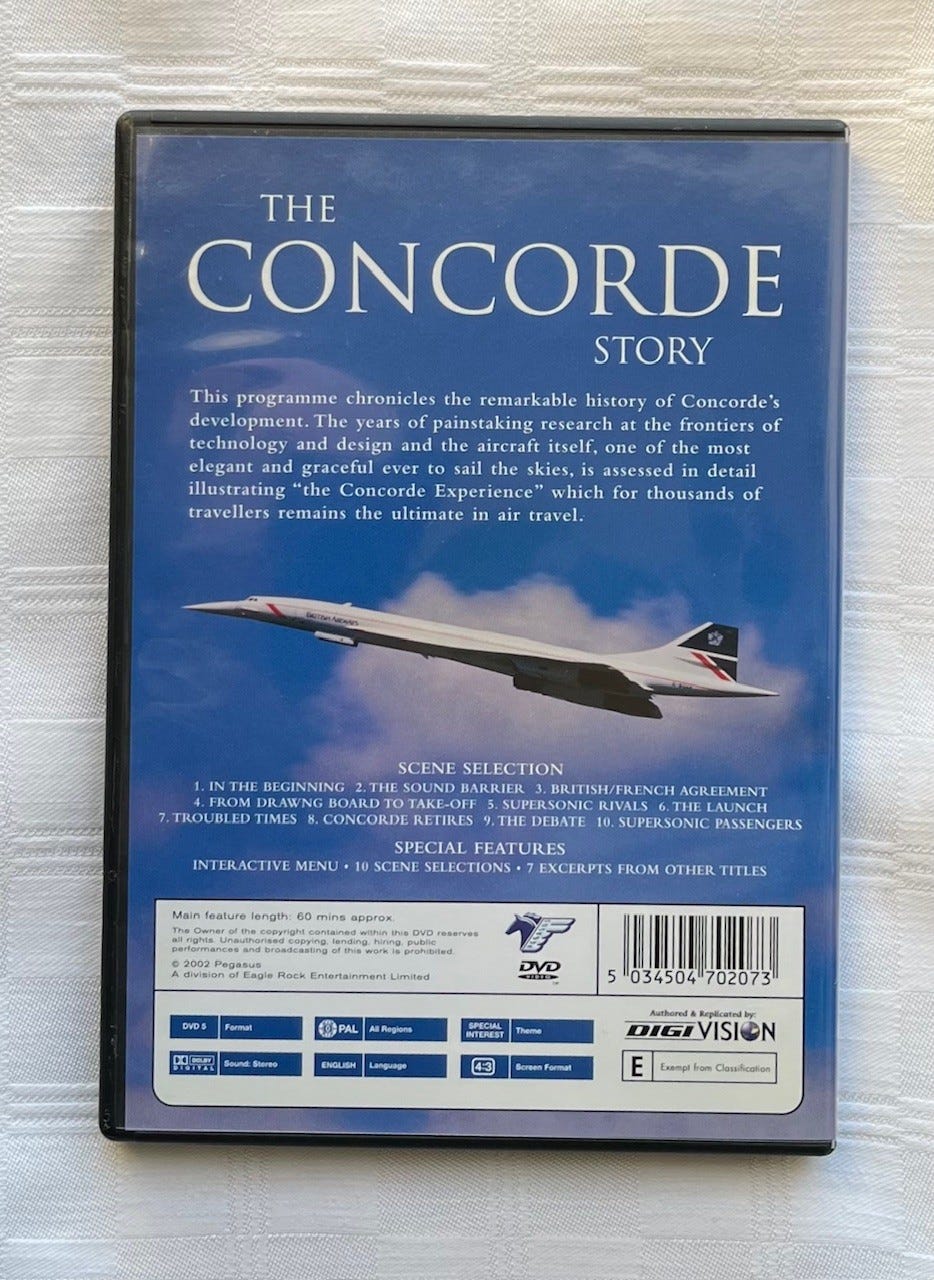 THE
CONCORDE
STORY
This programme chronicles the remarkable history of Concorde's
development. The years of painstaking research at the frontiers of
technology and design and the aircraft itself, one of the most
elegant and graceful ever to sail the skies, is assessed in detail
illustrating “the Concorde Experience” which for thousands of
travellers remains the ultimate in air travel.
BRITISH AIRWAYS
SCENE SELECTION
1. IN THE BEGINNING 2. THE SOUND BARRIER 3. BRITISH/FRENCH AGREEMENT
4. FROM DRAWNG BOARD TO TAKE-OFF 5. SUPERSONIC RIVALS 6. THE LAUNCH
7. TROUBLED TIMES 8. CONCORDE RETIRES 9. THE DEBATE 10. SUPERSONIC PASSENGERS
SPECIAL FEATURES
INTERACTIVE MENU • 10 SCENE SELECTIONS • 7 EXCERPTS FROM OTHER TITLES
Main feature length: 60 mins approx.
The Owner of the copyright contained within this DVD reserves
all rights. Unauthorised copying, lending, hiring, public
performances and broadcasting of this work is prohibited.
© 2002 Pegasus
A division of Eagle Rock Entertainment Limited
DVD
VIDEO
5 034504 702073
DVD 5 Format
PAL All Regions
SPECIAL INTEREST Theme
DOLBY DIGITAL Sound: Stereo
ENGLISH Language
4:3 Screen Format
Authored & Replicated by:
DIGIVISION
E Exempt from Classification